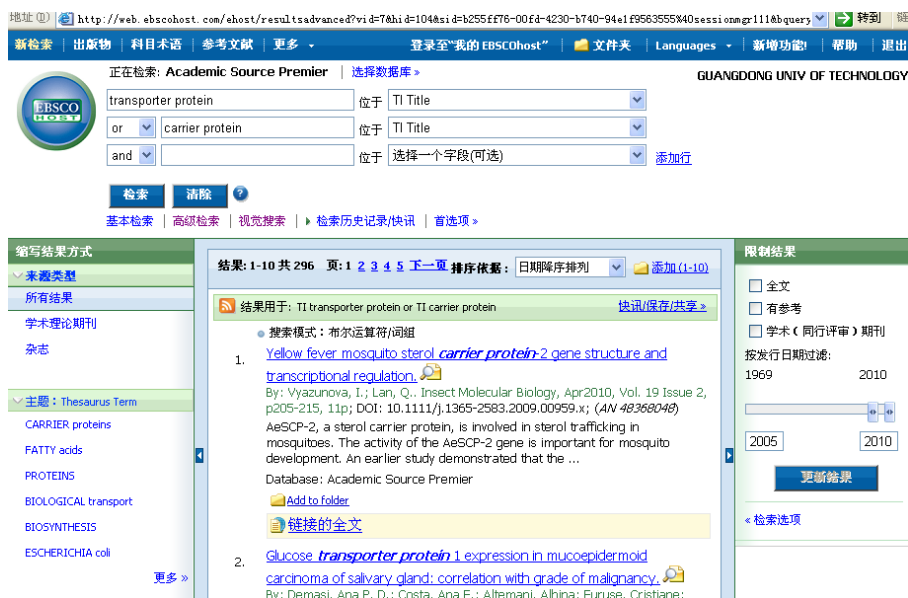 地址(D) http://web.ebscohost.com/ehost/resultsadvanced?vid=7&hid=104&sid=b255ff76-00fd-4230-b740-94e1f9563555%40sessionmgr111&bquery 转到
新检索 | 出版物 | 科目术语 | 参考文献 | 更多 登录至“我的 EBSCOhost” | 文件夹 | Languages | 新增功能! | 帮助 | 退出
正在检索: Academic Source Premier | 选择数据库 »
GUANGDONG UNIV OF TECHNOLOGY
EBSCO
HOST
transporter protein 位于 TI Title
or carrier protein 位于 TI Title
and 位于 选择一个字段(可选) 添加行
检索 清除 ?
基本检索 | 高级检索 | 视觉搜索 | 检索历史记录/快讯 | 首选项 »
缩写结果方式
来源类型
所有结果
学术理论期刊
杂志
主题:Thesaurus Term
CARRIER proteins
FATTY acids
PROTEINS
BIOLOGICAL transport
BIOSYNTHESIS
ESCHERICHIA coli
更多 »
结果:1-10 共 296 页:1 2 3 4 5 下一页 排序依据: 日期降序排列 添加(1-10)
结果用于: TI transporter protein or TI carrier protein 快讯/保存/共享 »
搜索模式:布尔运算符/词组
1. Yellow fever mosquito sterol carrier protein-2 gene structure and
transcriptional regulation.
By: Vyazunova, I.; Lan, Q.. Insect Molecular Biology, Apr2010, Vol. 19 Issue 2,
p205-215, 11p; DOI: 10.1111/j.1365-2583.2009.00959.x; (AN 48368048)
AeSCP-2, a sterol carrier protein, is involved in sterol trafficking in
mosquitoes. The activity of the AeSCP-2 gene is important for mosquito
development. An earlier study demonstrated that the ...
Database: Academic Source Premier
Add to folder
链接的全文
2. Glucose transporter protein 1 expression in mucoepidermoid
carcinoma of salivary gland: correlation with grade of malignancy.
By: Demasi, Ana P. D.; Costa, Ana F.; Altemani, Albina; Furuse, Cristiane;
限制结果
全文
有参考
学术(同行评审)期刊
按发行日期过滤:
1969 2010
2005 2010
更新结果
« 检索选项